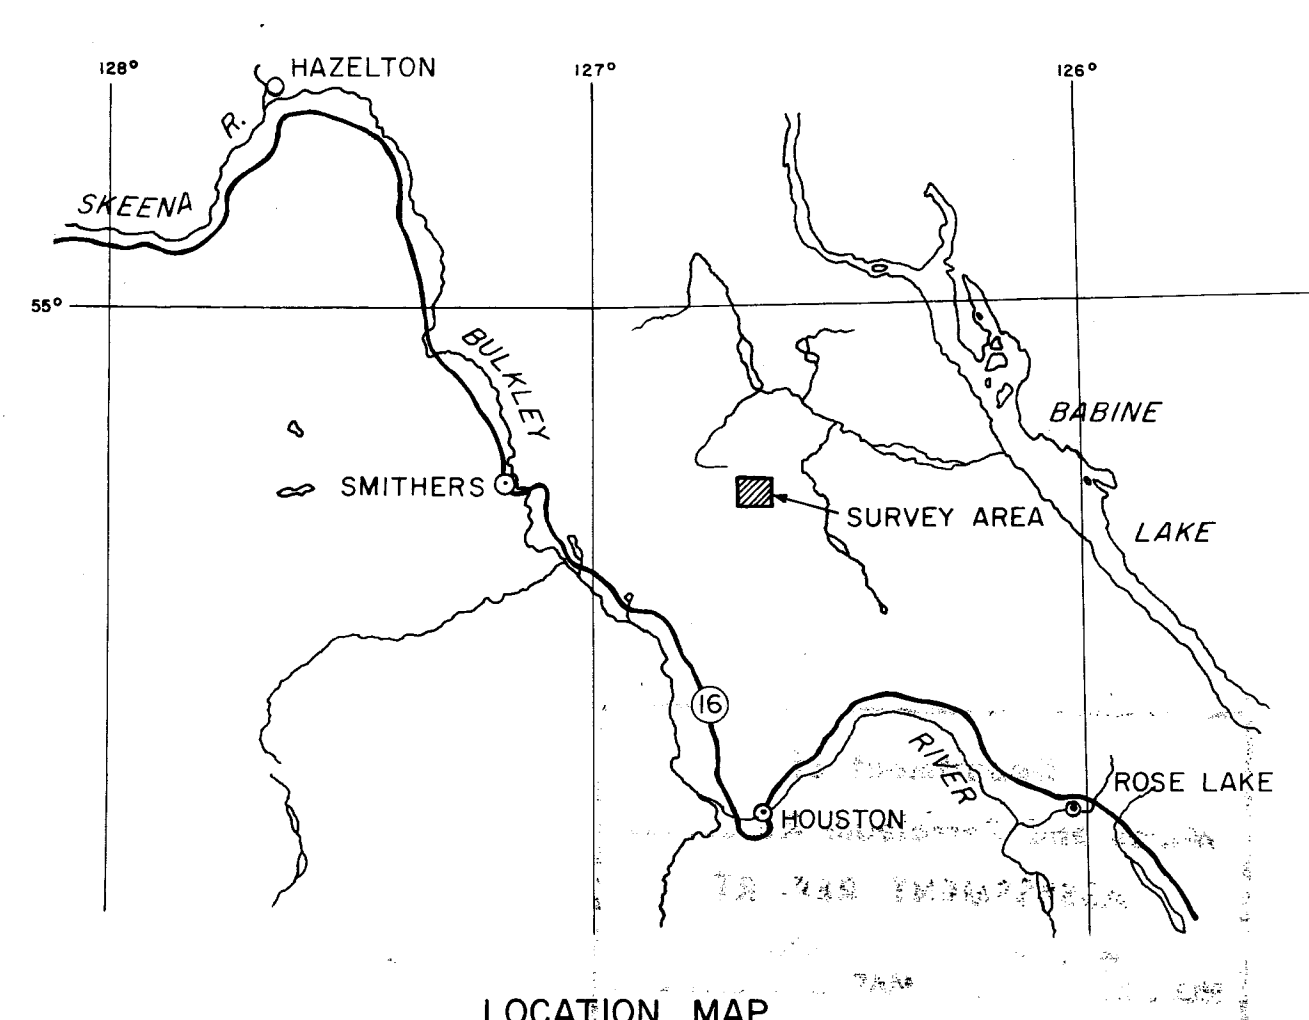 128°
HAZELTON
127°
126°
R.
SKEENA
55°
BULKLEY
BABINE
SMITHERS
SURVEY AREA
LAKE
16
RIVER
ROSE LAKE
HOUSTON
LOCATION MAP